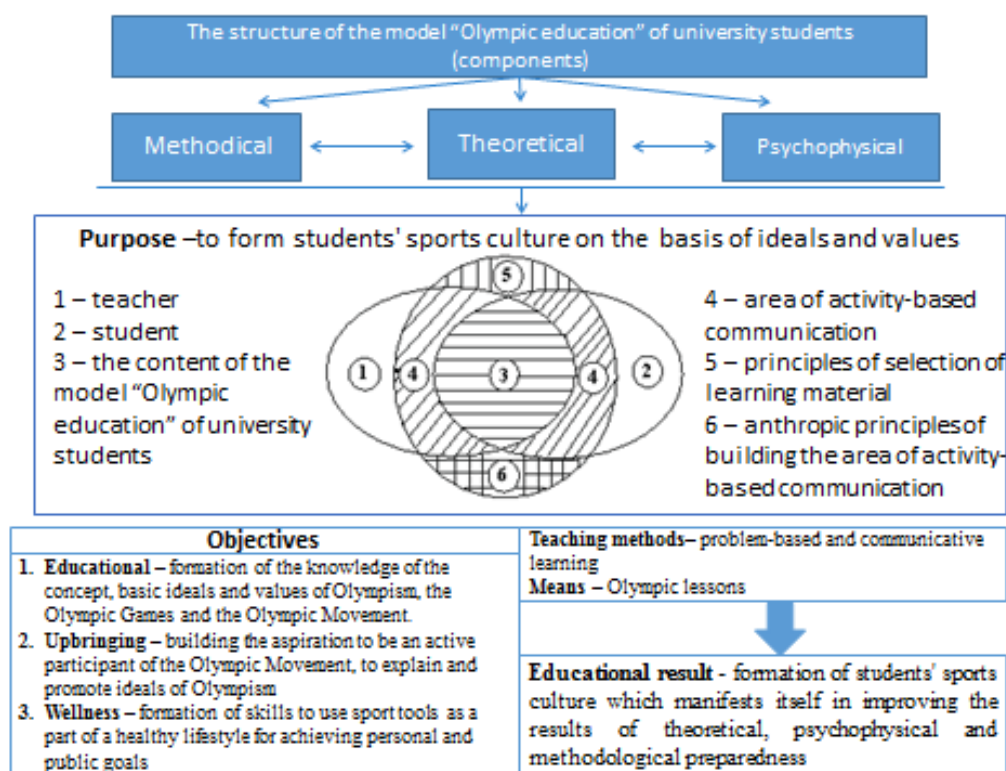 The structure of the model “Olympic education” of university students
(components)
Methodical
Theoretical
Psychophysical
Purpose –to form students' sports culture on the basis of ideals and values
1 – teacher
2 – student
3 – the content of the
model “Olympic
education” of university
students
5
1
4
3
4
2
6
4 – area of activity-based
communication
5 – principles of selection of
learning material
6 – anthropic principles of
building the area of activity-
based communication
Objectives
1. Educational – formation of the knowledge of the
concept, basic ideals and values of Olympism, the
Olympic Games and the Olympic Movement.
2. Upbringing – building the aspiration to be an active
participant of the Olympic Movement, to explain and
promote ideals of Olympism
3. Wellness – formation of skills to use sport tools as a
part of a healthy lifestyle for achieving personal and
public goals
Teaching methods– problem-based and communicative
learning
Means – Olympic lessons
Educational result - formation of students' sports
culture which manifests itself in improving the
results of theoretical, psychophysical and
methodological preparedness